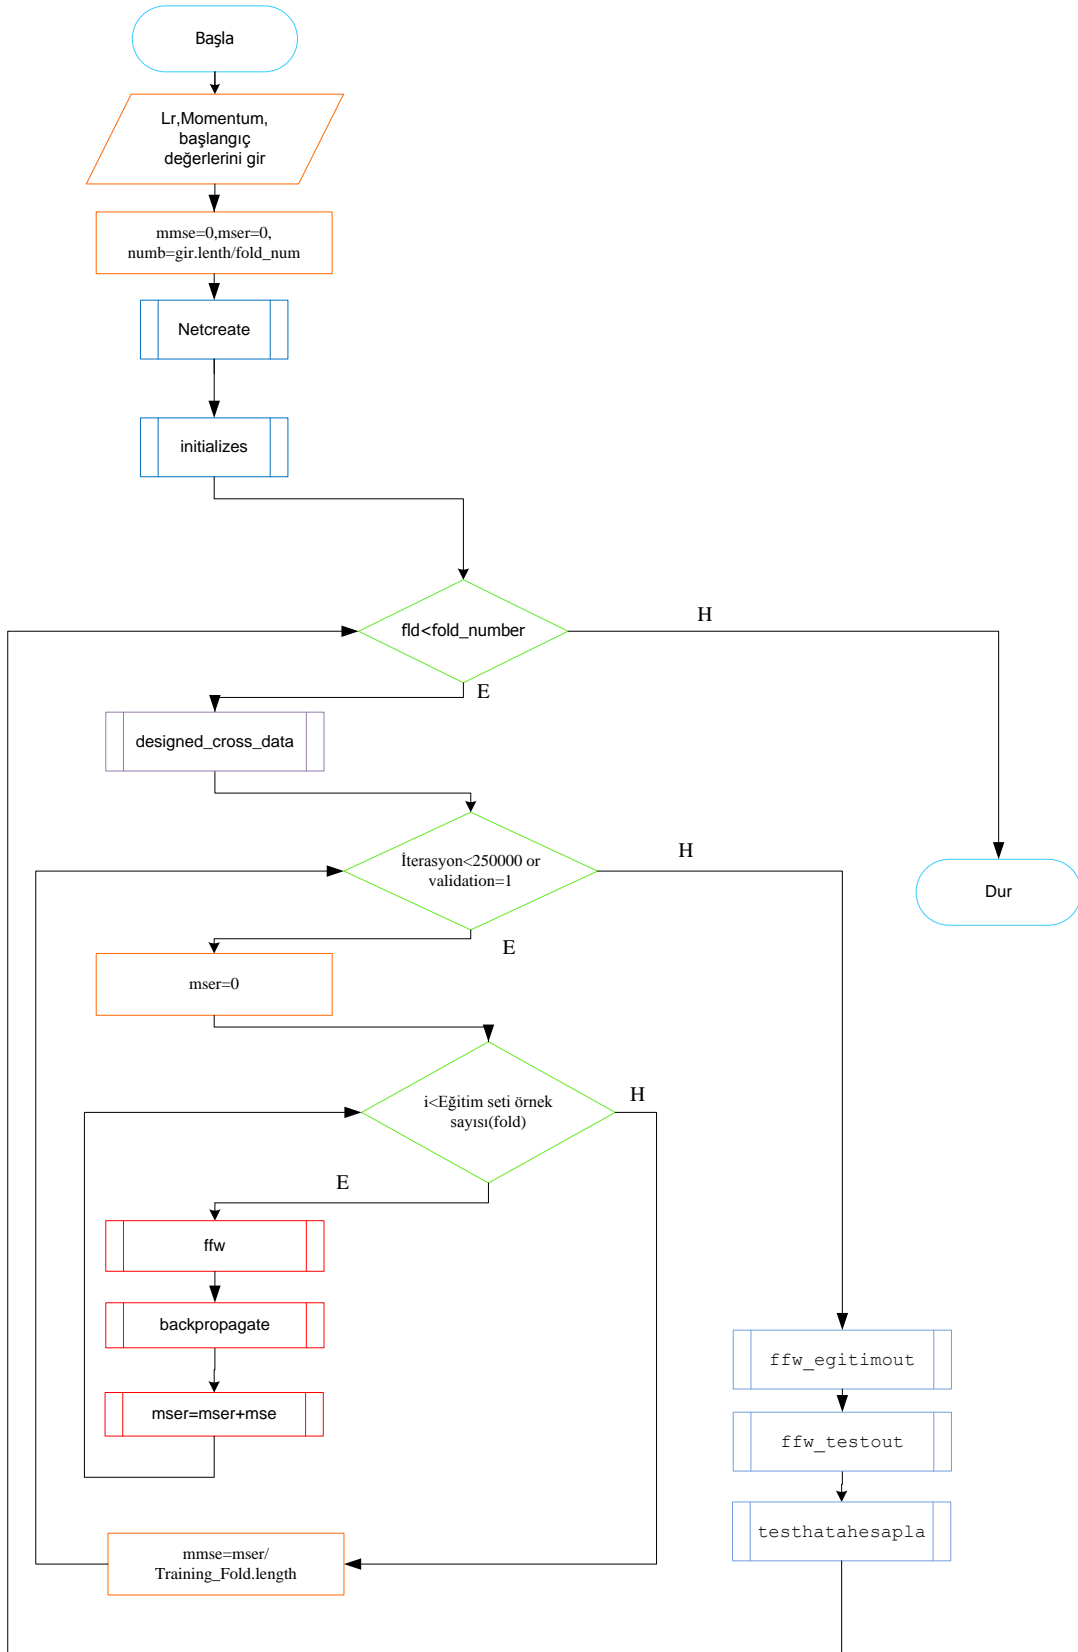 Başla
Lr,Momentum,
başlangıç
değerlerini gir
mmse=0,mser=0,
numb=gir.lenth/fold_num
Netcreate
initializes
fld<fold_number
H
E
designed_cross_data
İterasyon<250000 or
validation=1
H
Dur
E
mser=0
i<Eğitim seti örnek
sayısı(fold)
H
E
ffw
backpropagate
mser=mser+mse
ffw_egitimout
ffw_testout
testhatahesapla
mmse=mser/
Training_Fold.length